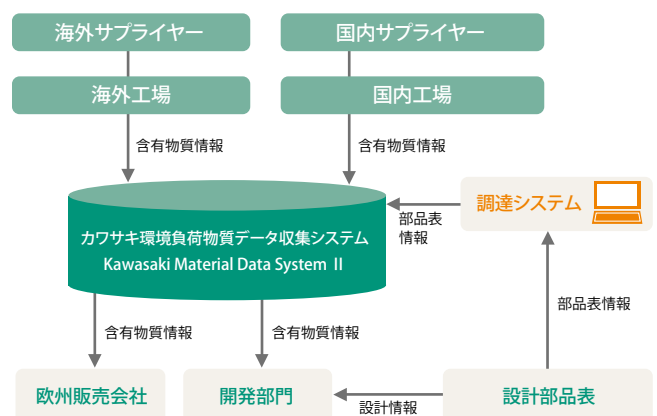 海外サプライヤー
国内サプライヤー
海外工場
国内工場
含有物質情報
含有物質情報
カワサキ環境負荷物質データ収集システム
Kawasaki Material Data System Ⅱ
部品表
情報
調達システム
部品表情報
含有物質情報
含有物質情報
欧州販売会社
開発部門
設計情報
設計部品表